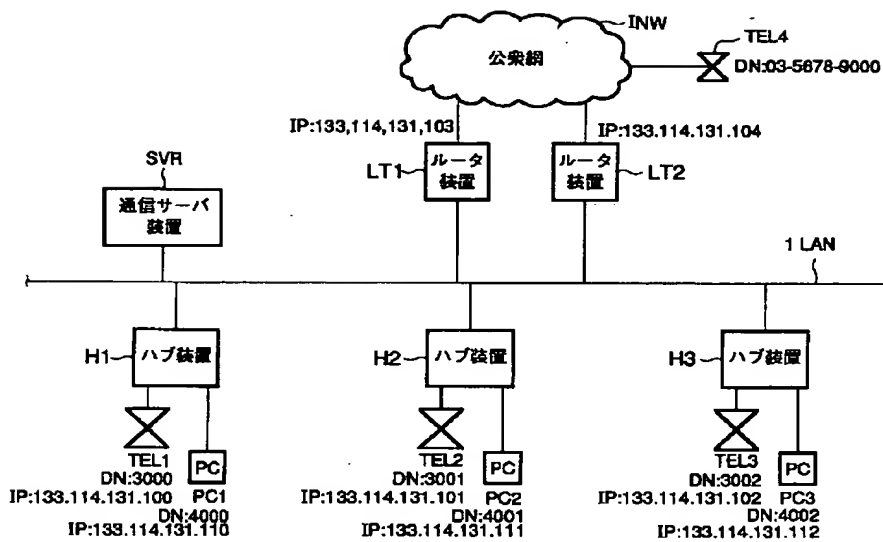 INW
公衆網
TEL4
DN:03-5678-9000
IP:133,114,131,103
IP:133.114.131.104
ルータ
装置
LT1
ルータ
装置
LT2
SVR
通信サーバ
装置
1 LAN
H1
ハブ装置
H2
ハブ装置
H3
ハブ装置
TEL1
DN:3000
IP:133.114.131.100
PC
PC1
DN:4000
IP:133.114.131.110
TEL2
DN:3001
IP:133.114.131.101
PC
PC2
DN:4001
IP:133.114.131.111
TEL3
DN:3002
IP:133.114.131.102
PC
PC3
DN:4002
IP:133.114.131.112